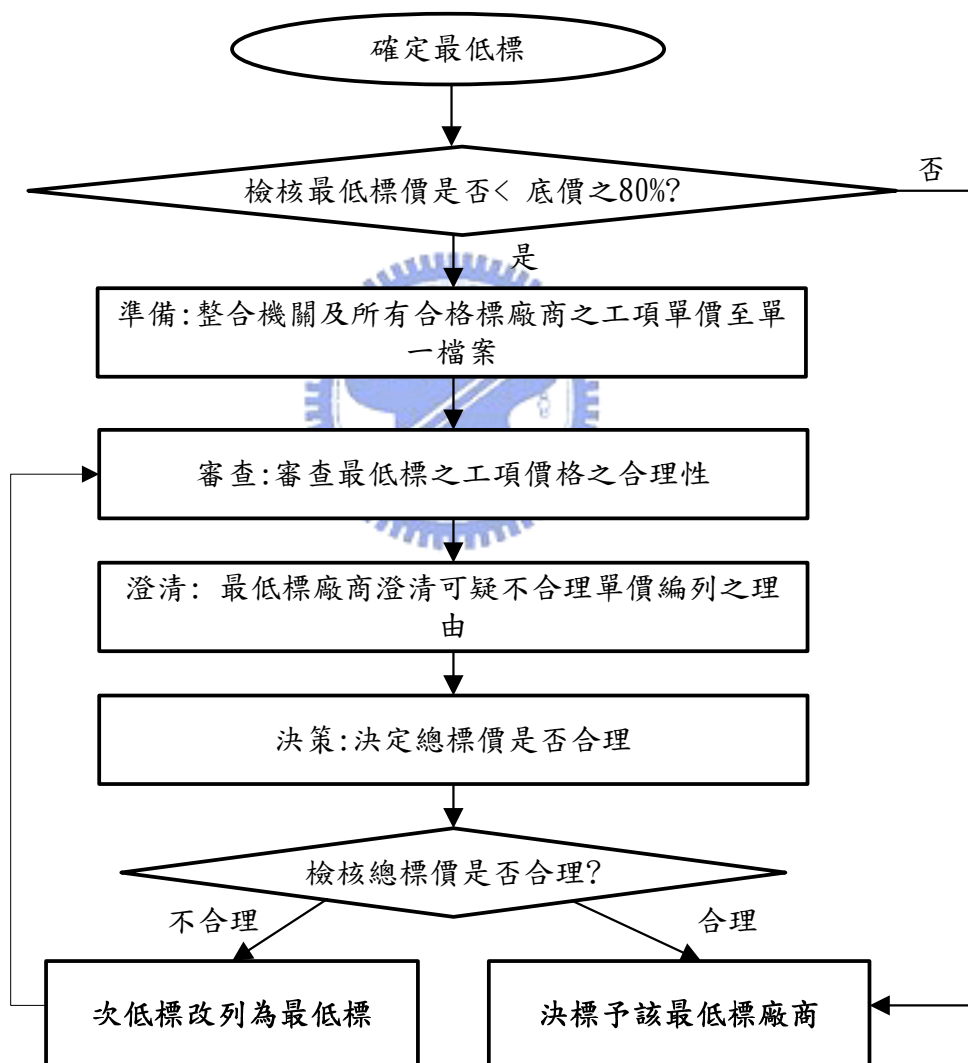 確定最低標
檢核最低標價是否< 底價之80%?
否
是
準備:整合機關及所有合格標廠商之工項單價至單
一檔案
審查:審查最低標之工項價格之合理性
澄清: 最低標廠商澄清可疑不合理單價編列之理
由
決策:決定總標價是否合理
檢核總標價是否合理?
不合理
合理
次低標改列為最低標
決標予該最低標廠商